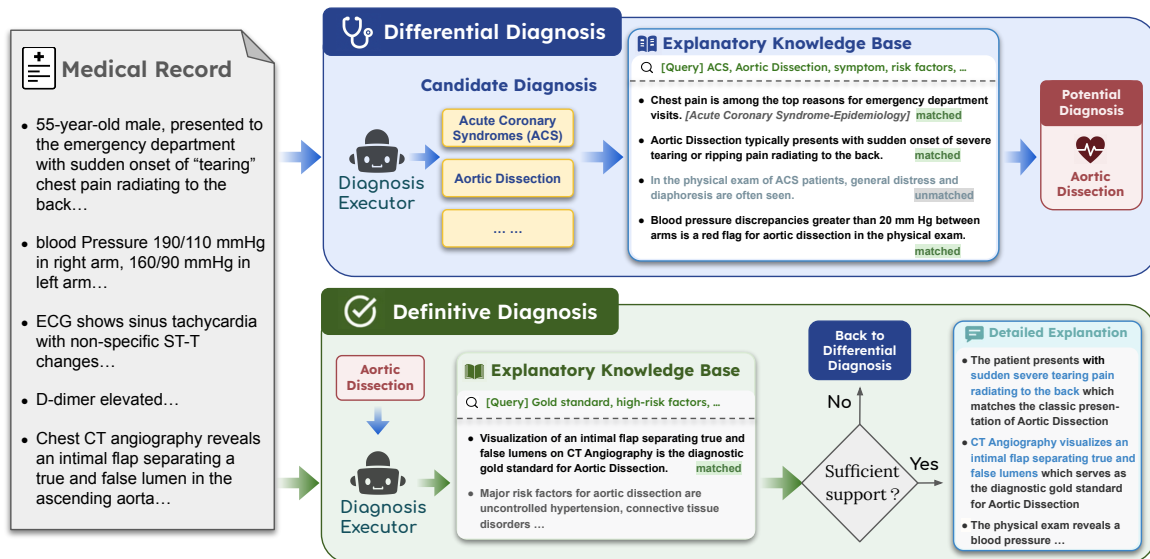 Medical Record
• 55-year-old male, presented to
the emergency department
with sudden onset of “tearing”
chest pain radiating to the
back…
• blood Pressure 190/110 mmHg
in right arm, 160/90 mmHg in
left arm…
• ECG shows sinus tachycardia
with non-specific ST-T
changes…
• D-dimer elevated…
• Chest CT angiography reveals
an intimal flap separating a
true and false lumen in the
ascending aorta…
Differential Diagnosis
Diagnosis
Executor
Candidate Diagnosis
Acute Coronary
Syndromes (ACS)
Aortic Dissection
... ...
Explanatory Knowledge Base
[Query] ACS, Aortic Dissection, symptom, risk factors, ...
• Chest pain is among the top reasons for emergency department
visits. [Acute Coronary Syndrome-Epidemiology] matched
• Aortic Dissection typically presents with sudden onset of severe
tearing or ripping pain radiating to the back. matched
• In the physical exam of ACS patients, general distress and
diaphoresis are often seen. unmatched
• Blood pressure discrepancies greater than 20 mm Hg between
arms is a red flag for aortic dissection in the physical exam.
matched
Potential
Diagnosis
Aortic
Dissection
Definitive Diagnosis
Aortic
Dissection
Diagnosis
Executor
Explanatory Knowledge Base
[Query] Gold standard, high-risk factors, ...
• Visualization of an intimal flap separating true and
false lumens on CT Angiography is the diagnostic
gold standard for Aortic Dissection. matched
• Major risk factors for aortic dissection are
uncontrolled hypertension, connective tissue
disorders ...
Back to
Differential
Diagnosis
No
Sufficient
support ?
Yes
Detailed Explanation
• The patient presents with
sudden severe tearing pain
radiating to the back which
matches the classic presen-
tation of Aortic Dissection
• CT Angiography visualizes an
intimal flap separating true and
false lumens which serves as
the diagnostic gold standard
for Aortic Dissection
• The physical exam reveals a
blood pressure ...